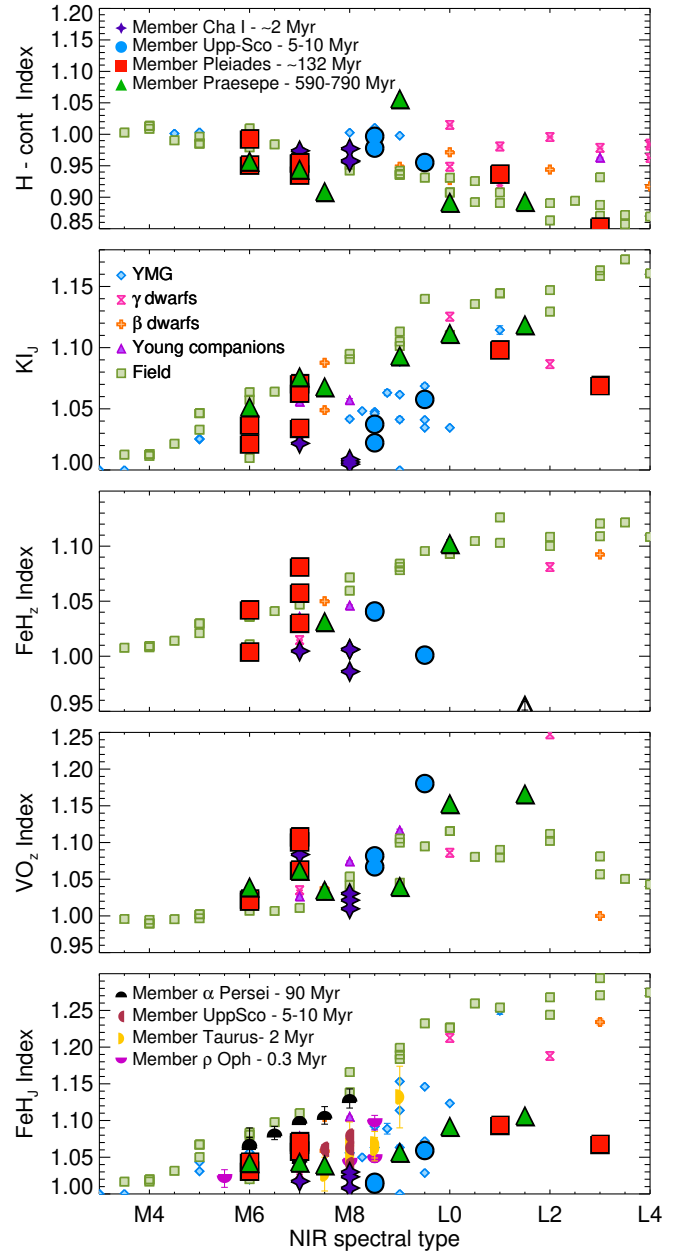 1.20
1.15
1.10
1.05
1.00
0.95
0.90
0.85
H - cont Index
Member Cha I - ~2 Myr
Member Upp-Sco - 5-10 Myr
Member Pleiades - ~132 Myr
Member Praesepe - 590-790 Myr
1.15
1.10
1.05
1.00
KI_J
YMG
γ dwarfs
β dwarfs
Young companions
Field
1.10
1.05
1.00
0.95
FeH_z Index
1.25
1.20
1.15
1.10
1.05
1.00
0.95
VO_z Index
1.25
1.20
1.15
1.10
1.05
1.00
FeH_J Index
Member α Persei - 90 Myr
Member UppSco - 5-10 Myr
Member Taurus- 2 Myr
Member ρ Oph - 0.3 Myr
M4 M6 M8 L0 L2 L4
NIR spectral type